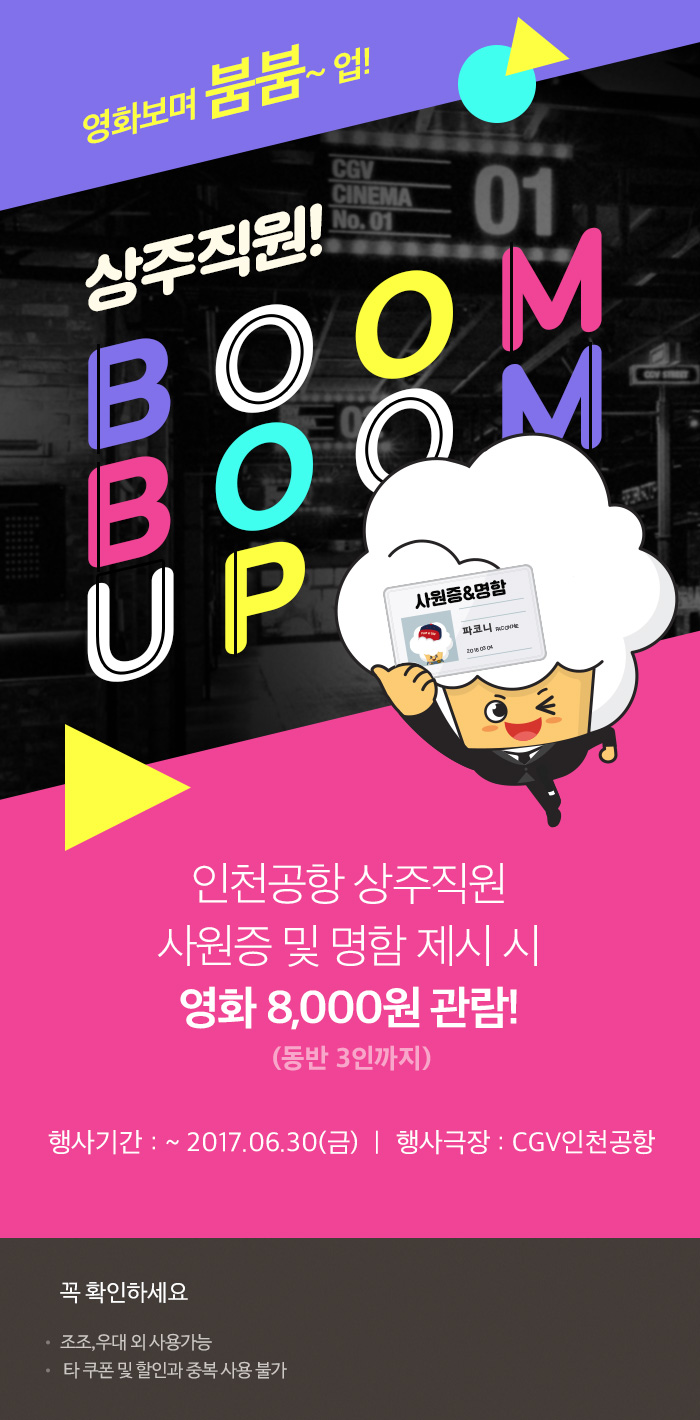 영화보며 붐붐~ 업!
CGV
CINEMA
No. 01
01
상주직원!
BOOM
BOOM
UP
CGV STREET
사원증&명함
파코니
2016 03 04
인천공항 상주직원
사원증 및 명함 제시 시
영화 8,000원 관람!
(동반 3인까지)
행사기간 : ~ 2017.06.30(금) | 행사극장 : CGV인천공항
꼭 확인하세요
• 조조,우대 외 사용가능
• 타 쿠폰 및 할인과 중복 사용 불가